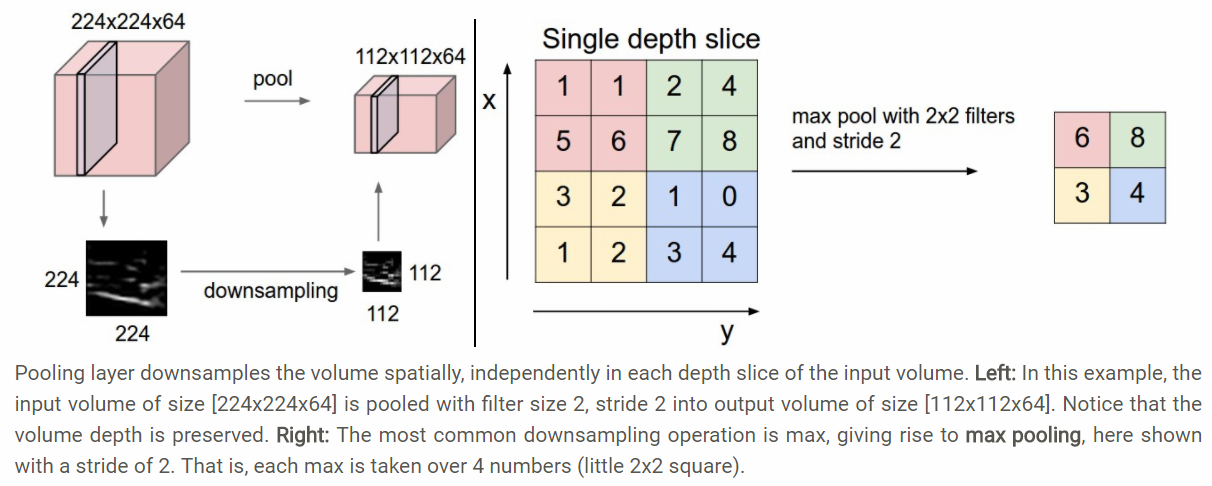 224x224x64
pool
112x112x64
224
downsampling
112
112
224
Single depth slice
x
1 1 2 4
5 6 7 8
3 2 1 0
1 2 3 4
y
max pool with 2x2 filters
and stride 2
6 8
3 4
Pooling layer downsamples the volume spatially, independently in each depth slice of the input volume. Left: In this example, the
input volume of size [224x224x64] is pooled with filter size 2, stride 2 into output volume of size [112x112x64]. Notice that the
volume depth is preserved. Right: The most common downsampling operation is max, giving rise to max pooling, here shown
with a stride of 2. That is, each max is taken over 4 numbers (little 2x2 square).